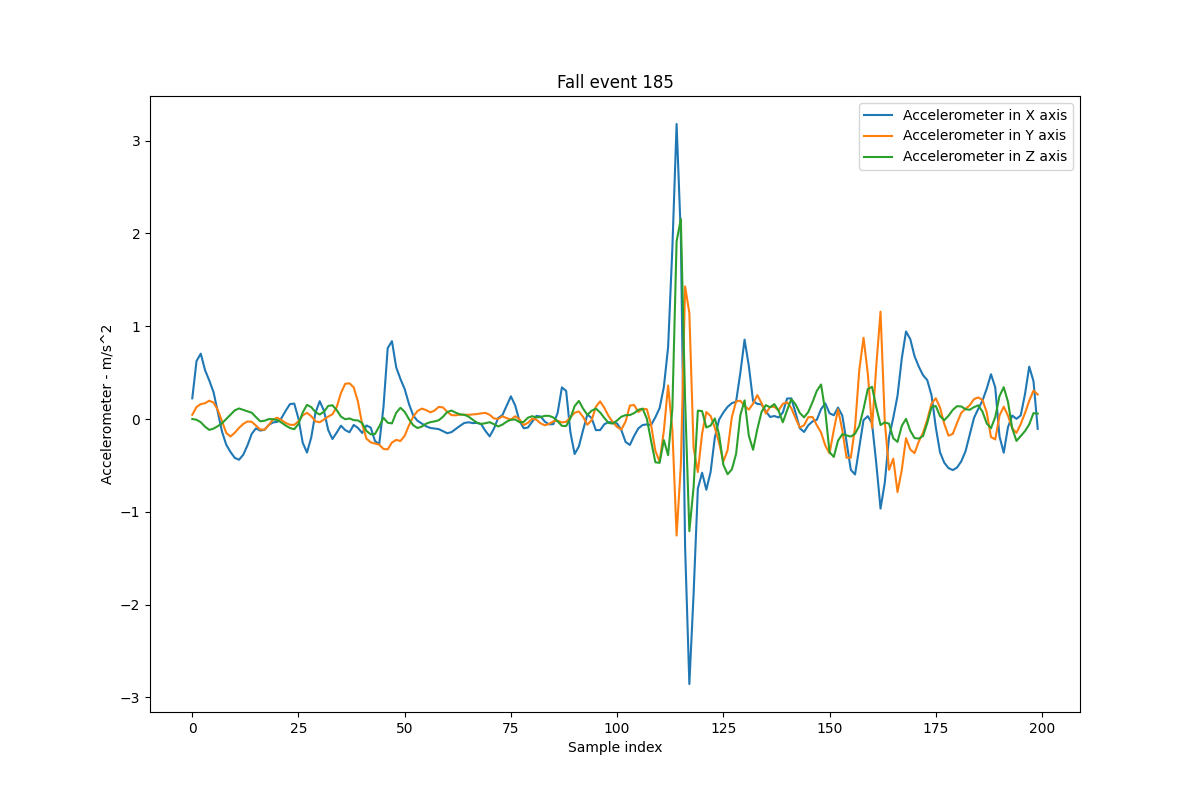 Fall event 185
Accelerometer in X axis
Accelerometer in Y axis
Accelerometer in Z axis
3
2
1
0
−1
−2
−3
Accelerometer - m/s^2
0 25 50 75 100 125 150 175 200
Sample index